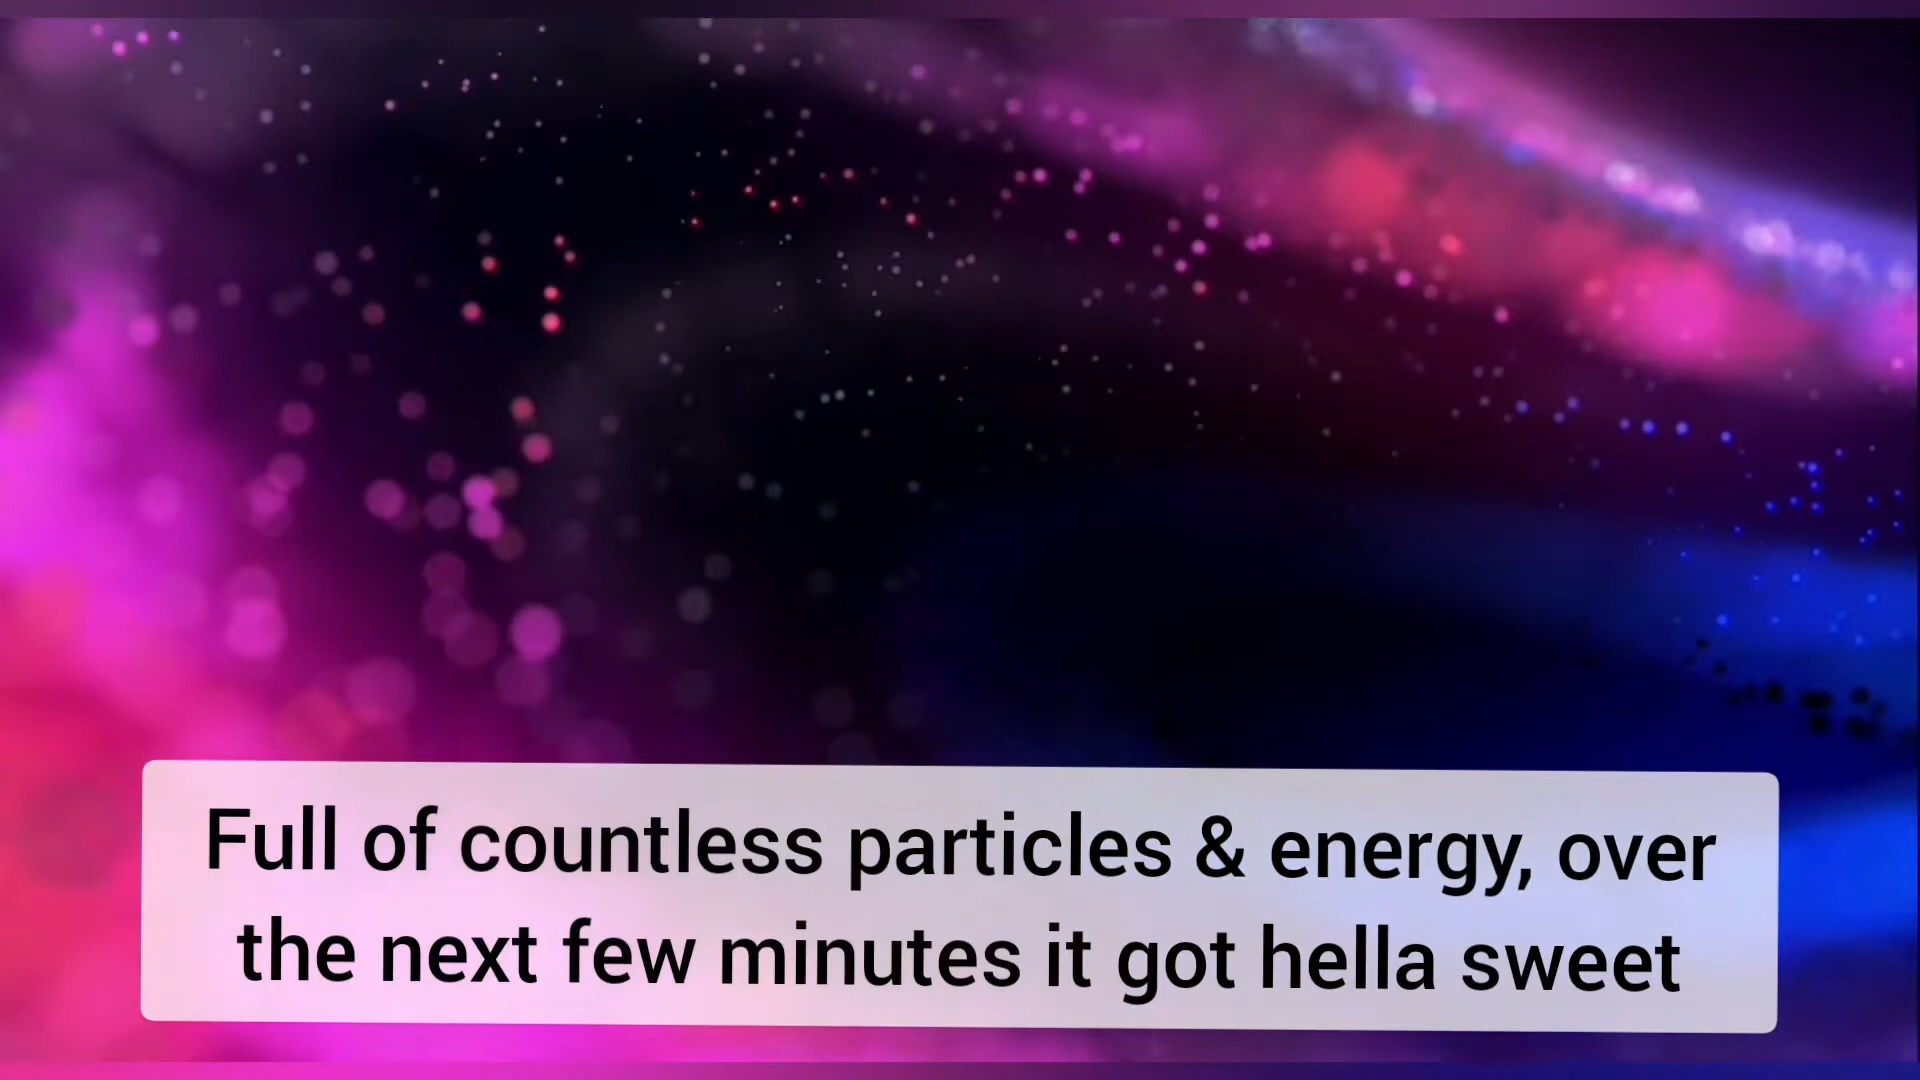 Full of countless particles & energy, over
the next few minutes it got hella sweet